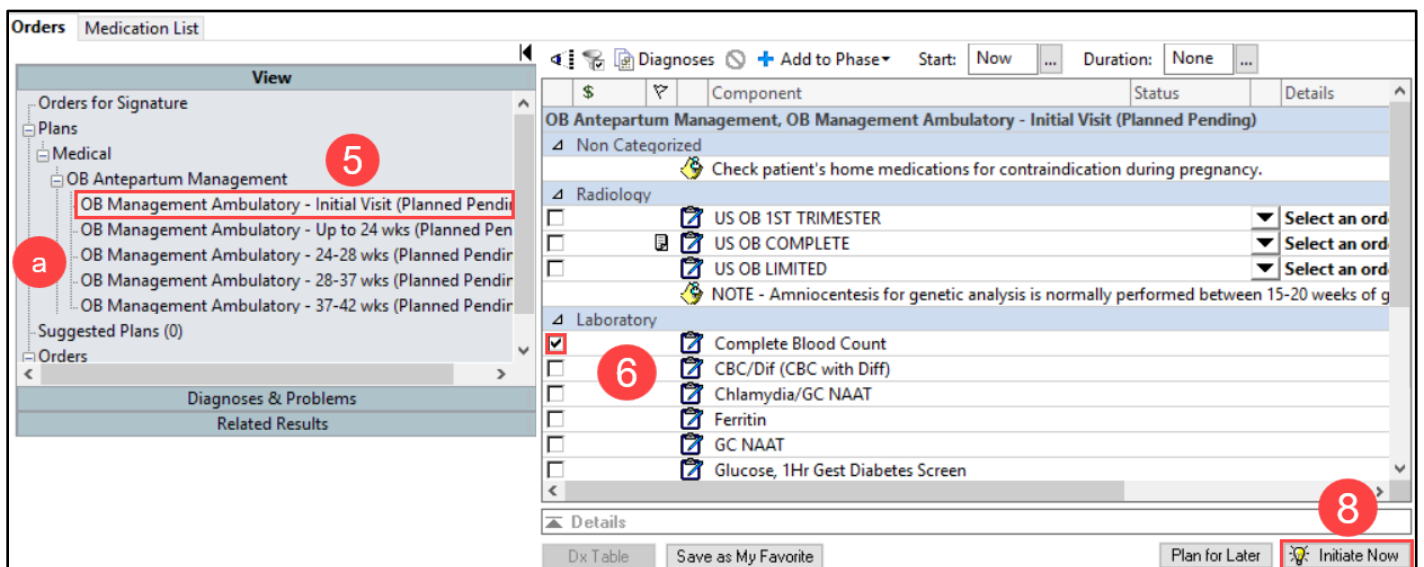 Orders Medication List
View
Orders for Signature
Plans
Medical
5
OB Antepartum Management
OB Management Ambulatory - Initial Visit (Planned Pendin
OB Management Ambulatory - Up to 24 wks (Planned Pen
a
OB Management Ambulatory - 24-28 wks (Planned Pendin
OB Management Ambulatory - 28-37 wks (Planned Pendin
OB Management Ambulatory - 37-42 wks (Planned Pendin
Suggested Plans (0)
Orders
Diagnoses & Problems
Related Results
Diagnoses Add to Phase Start: Now ... Duration: None ...
$ Component Status Details
OB Antepartum Management, OB Management Ambulatory - Initial Visit (Planned Pending)
Non Categorized
Check patient's home medications for contraindication during pregnancy.
Radiology
US OB 1ST TRIMESTER Select an ord
US OB COMPLETE Select an ord
US OB LIMITED Select an ord
NOTE - Amniocentesis for genetic analysis is normally performed between 15-20 weeks of g
Laboratory
Complete Blood Count
6
CBC/Dif (CBC with Diff)
Chlamydia/GC NAAT
Ferritin
GC NAAT
Glucose, 1Hr Gest Diabetes Screen
8
Details
Dx Table Save as My Favorite Plan for Later Initiate Now